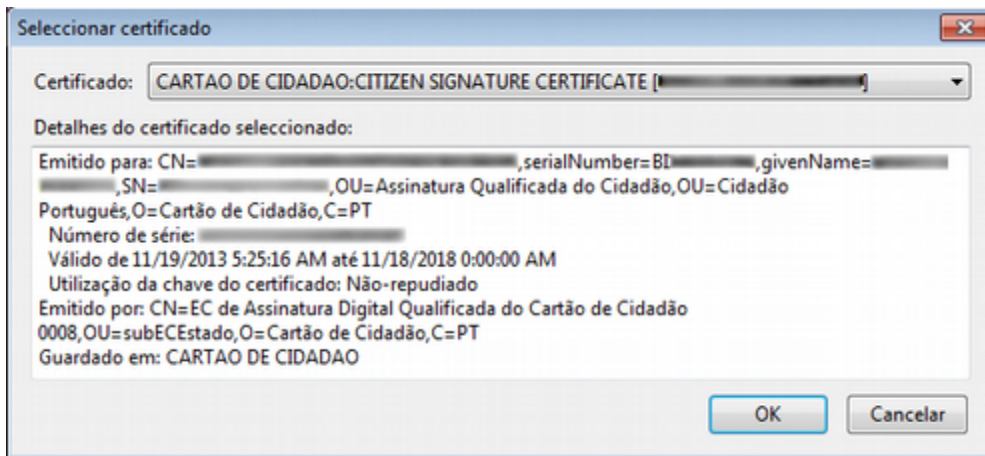 Seleccionar certificado
Certificado: CARTAO DE CIDADAO:CITIZEN SIGNATURE CERTIFICATE [ ]
Detalhes do certificado seleccionado:
Emitido para: CN= ,serialNumber=BI ,givenName=
,SN= ,OU=Assinatura Qualificada do Cidadão,OU=Cidadão
Português,O=Cartão de Cidadão,C=PT
Número de série:
Válido de 11/19/2013 5:25:16 AM até 11/18/2018 0:00:00 AM
Utilização da chave do certificado: Não-repudiado
Emitido por: CN=EC de Assinatura Digital Qualificada do Cartão de Cidadão
0008,OU=subECEstado,O=Cartão de Cidadão,C=PT
Guardado em: CARTAO DE CIDADAO
OK Cancelar